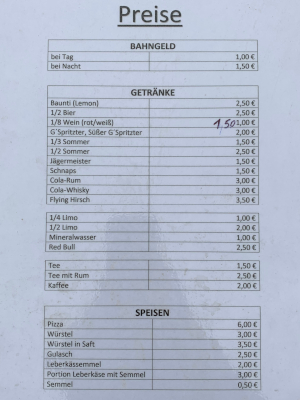 Preise
BAHNGELD
bei Tag 1,00 €
bei Nacht 1,50 €
GETRÄNKE
Baunti (Lemon) 2,50 €
1/2 Bier 2,50 €
1/8 Wein (rot/weiß) 1,50 1,00 €
G´Spritzter, Süßer G´Spritzter 2,00 €
1/3 Sommer 1,50 €
1/2 Sommer 2,50 €
Jägermeister 1,50 €
Schnaps 1,50 €
Cola-Rum 3,00 €
Cola-Whisky 3,00 €
Flying Hirsch 3,50 €
1/4 Limo 1,00 €
1/2 Limo 2,00 €
Mineralwasser 1,00 €
Red Bull 2,50 €
Tee 1,50 €
Tee mit Rum 2,50 €
Kaffee 2,00 €
SPEISEN
Pizza 6,00 €
Würstel 3,00 €
Würstel in Saft 3,50 €
Gulasch 2,50 €
Leberkässemmel 2,00 €
Portion Leberkäse mit Semmel 3,00 €
Semmel 0,50 €